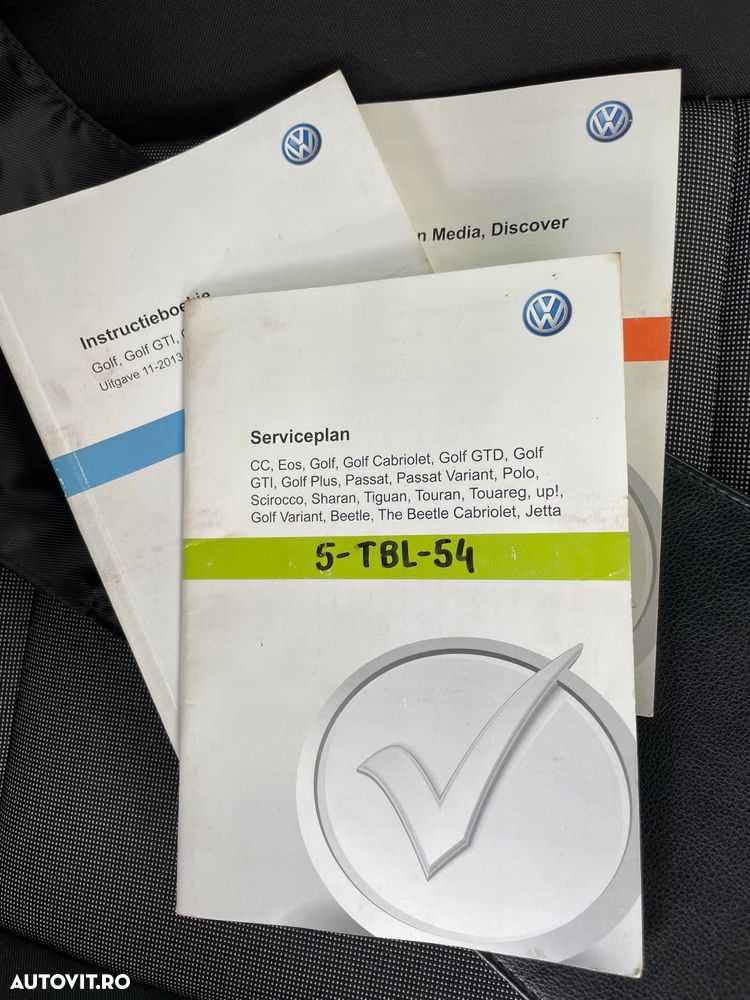 Instructieboekje
Golf, Golf GTI,
Uitgave 11-2013
Media, Discover
Serviceplan
CC, Eos, Golf, Golf Cabriolet, Golf GTD, Golf
GTI, Golf Plus, Passat, Passat Variant, Polo,
Scirocco, Sharan, Tiguan, Touran, Touareg, up!,
Golf Variant, Beetle, The Beetle Cabriolet, Jetta
5-TBL-54
AUTOVIT.RO